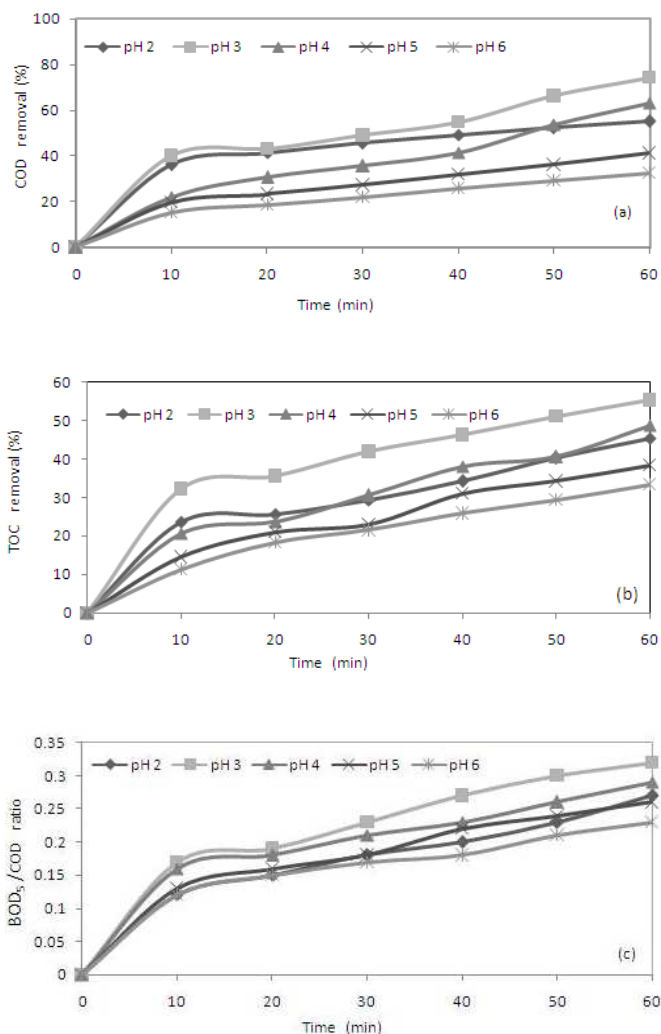 100
pH 2 pH 3 pH 4 pH 5 pH 6
80
60
40
20
0
COD removal (%)
(a)
0 10 20 30 40 50 60
Time (min)
60
pH 2 pH 3 pH 4 pH 5 pH 6
50
40
30
20
10
0
TOC removal (%)
(b)
0 10 20 30 40 50 60
Time (min)
0.35
pH 2 pH 3 pH 4 pH 5 pH 6
0.3
0.25
0.2
0.15
0.1
0.05
0
BOD₅ /COD ratio
(c)
0 10 20 30 40 50 60
Time (min)